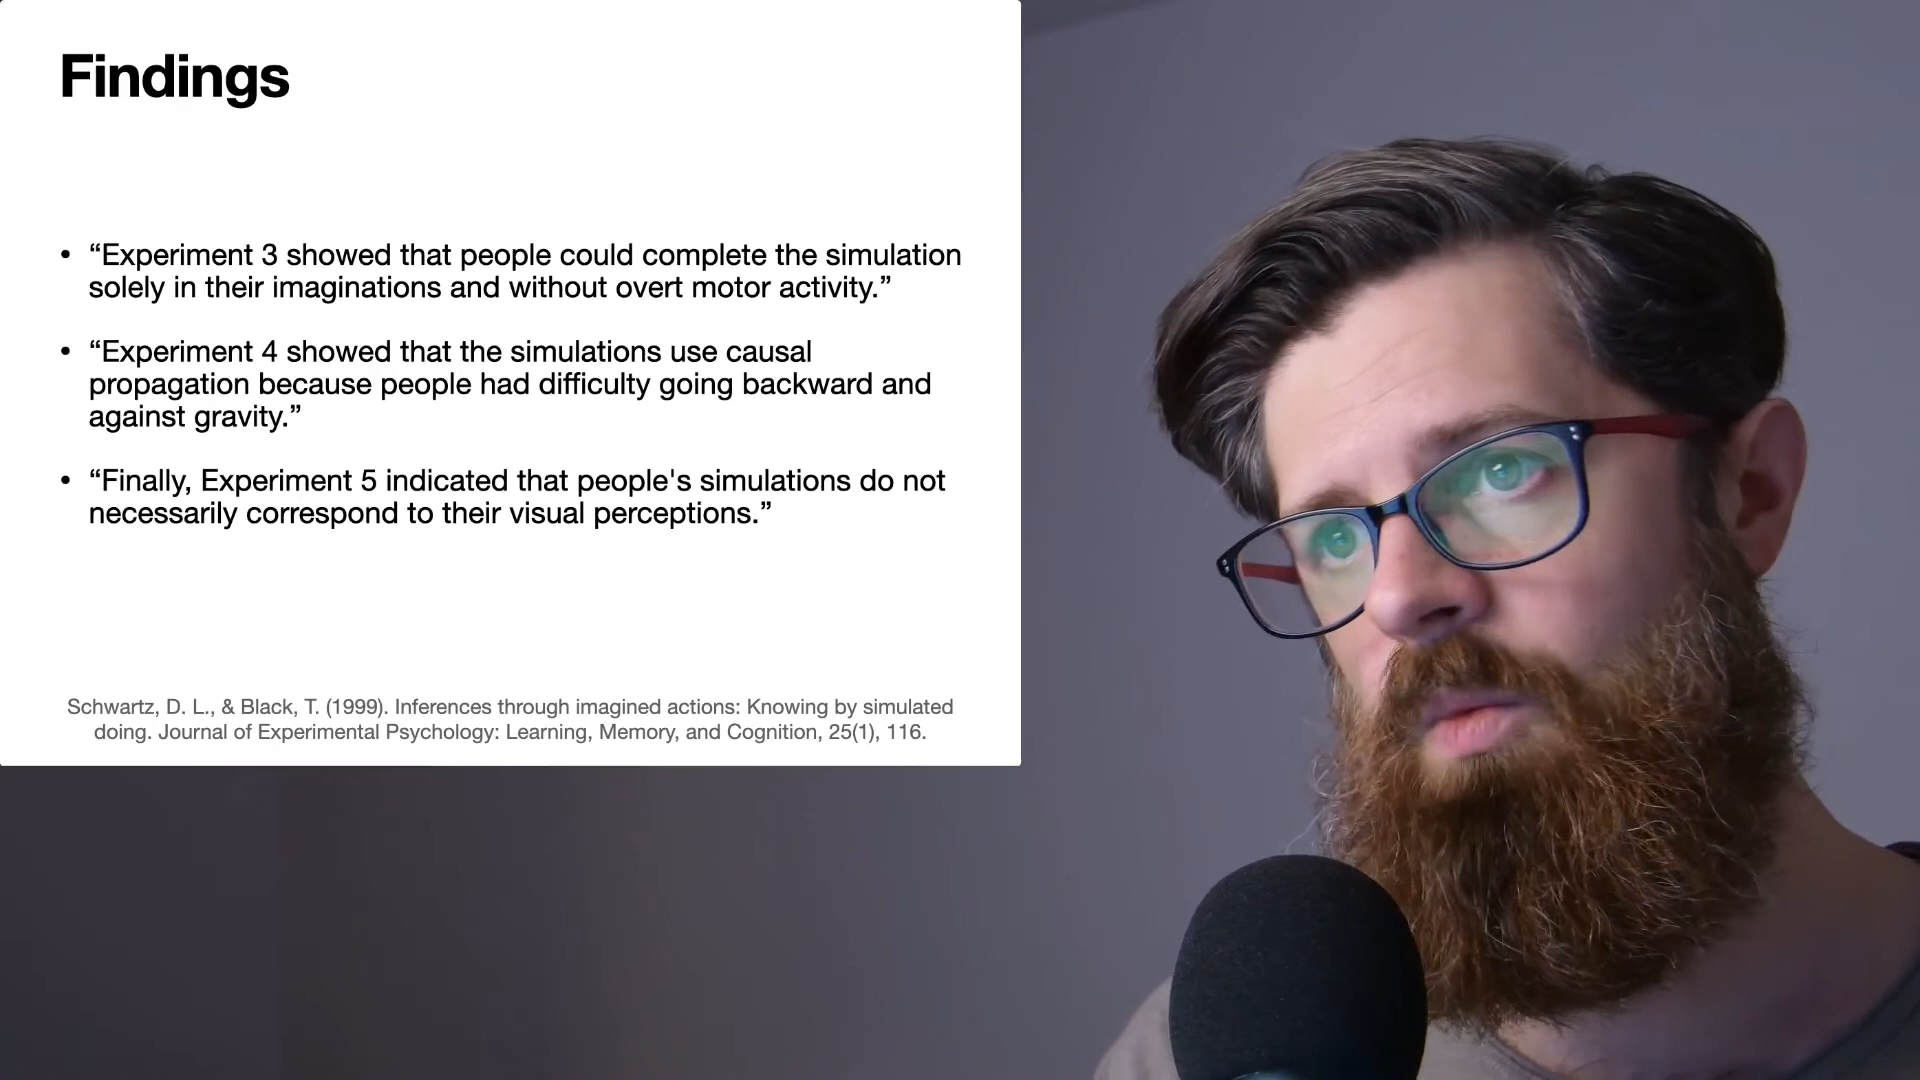 Findings
• “Experiment 3 showed that people could complete the simulation
solely in their imaginations and without overt motor activity.”
• “Experiment 4 showed that the simulations use causal
propagation because people had difficulty going backward and
against gravity.”
• “Finally, Experiment 5 indicated that people's simulations do not
necessarily correspond to their visual perceptions.”
Schwartz, D. L., & Black, T. (1999). Inferences through imagined actions: Knowing by simulated
doing. Journal of Experimental Psychology: Learning, Memory, and Cognition, 25(1), 116.